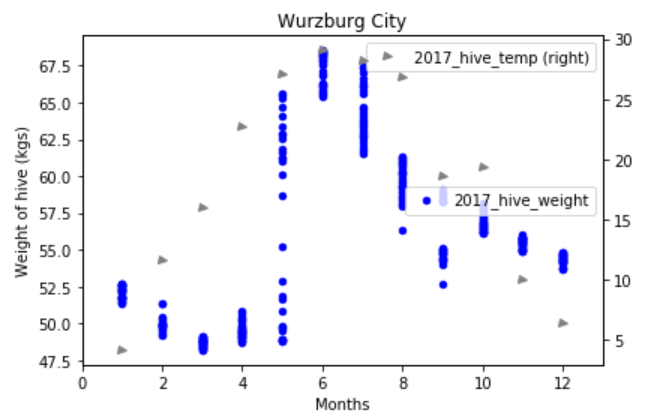 Wurzburg City
2017_hive_temp (right)
2017_hive_weight
Weight of hive (kgs)
67.5
65.0
62.5
60.0
57.5
55.0
52.5
50.0
47.5
30
25
20
15
10
5
0 2 4 6 8 10 12
Months